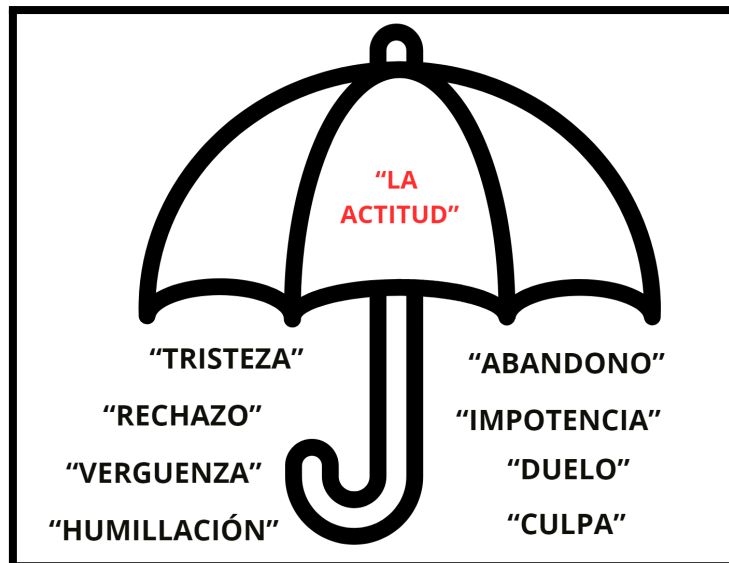 “LA
ACTITUD”
“TRISTEZA”
“RECHAZO”
“VERGUENZA”
“HUMILLACIÓN”
“ABANDONO”
“IMPOTENCIA”
“DUELO”
“CULPA”